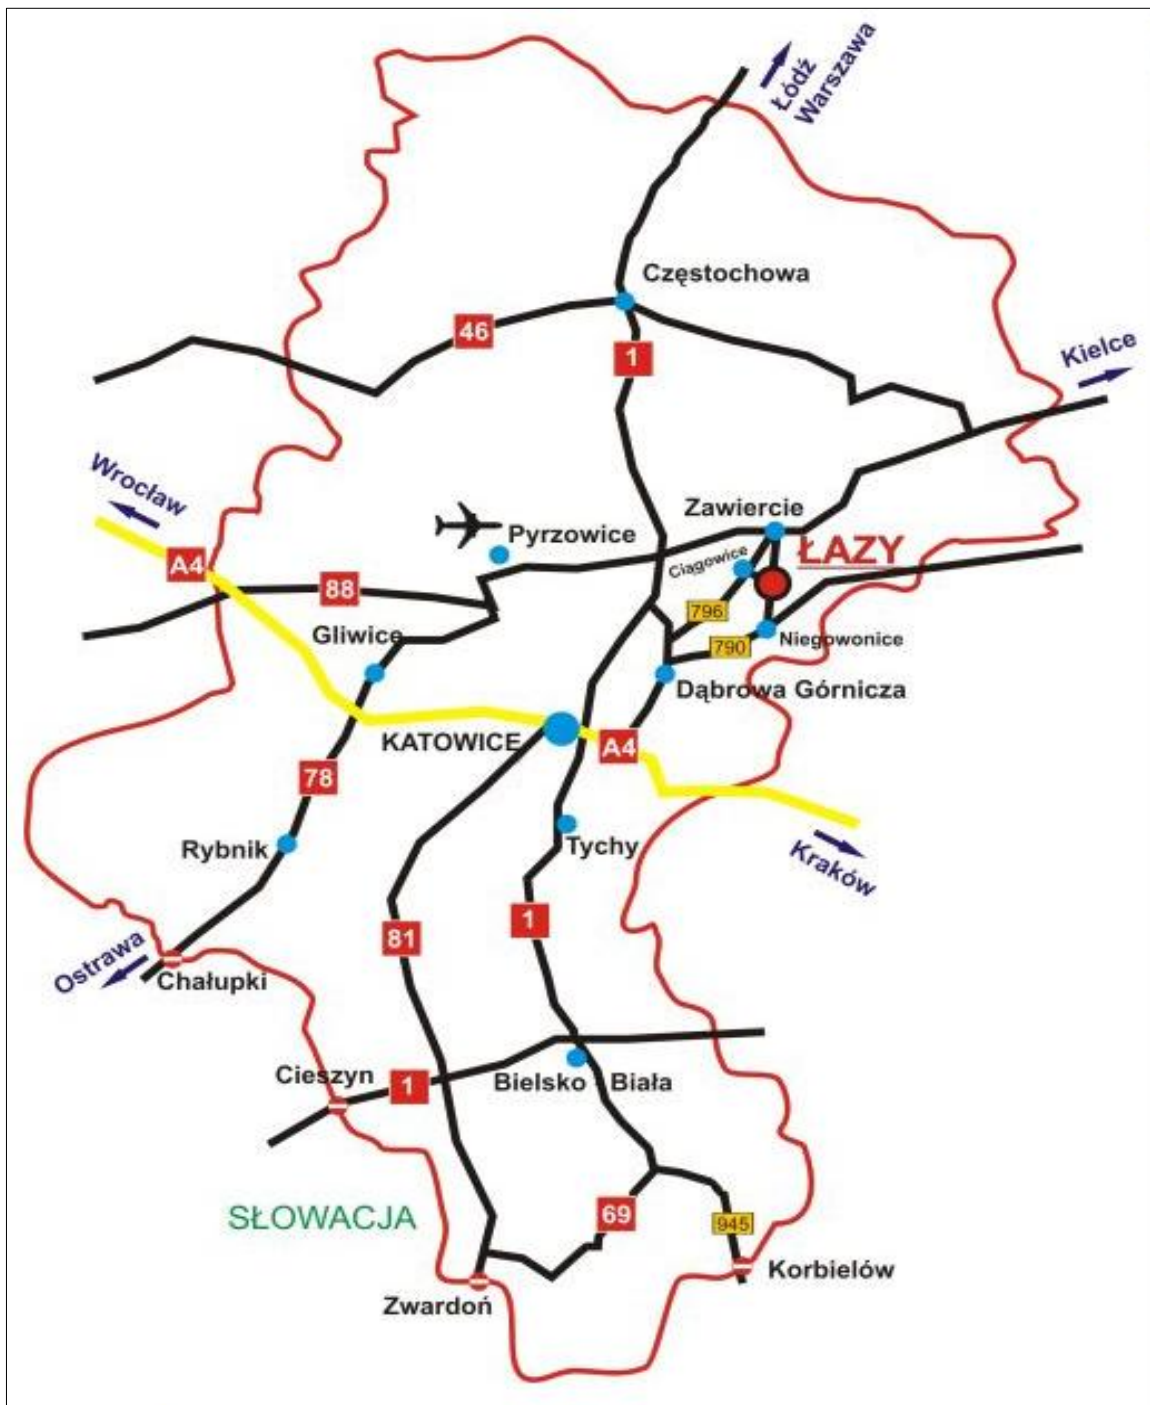 Łódź
Warszawa
Częstochowa
46
1
Kielce
Wrocław
Zawiercie
Pyrzowice
ŁAZY
Ciągowice
A4
88
796
Gliwice
Niegowonice
790
Dąbrowa Górnicza
KATOWICE
A4
78
Rybnik
Tychy
Kraków
1
81
Ostrawa
Chałupki
Cieszyn
1
Bielsko Biała
SŁOWACJA
69
945
Korbielów
Zwardoń